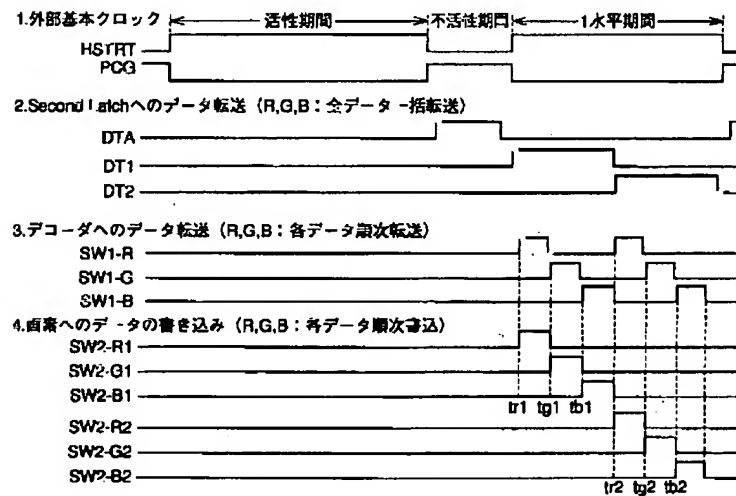 1.外部基本クロック
活性期間
不活性期間
1水平期間
HSTRT
PCG
2.Second Latchへのデータ転送（R,G,B：全データ一括転送）
DTA
DT1
DT2
3.デコーダへのデータ転送（R,G,B：各データ順次転送）
SW1-R
SW1-G
SW1-B
4.画素へのデータの書き込み（R,G,B：各データ順次書込）
SW2-R1
SW2-G1
SW2-B1
tr1 tg1 tb1
SW2-R2
SW2-G2
SW2-B2
tr2 tg2 tb2